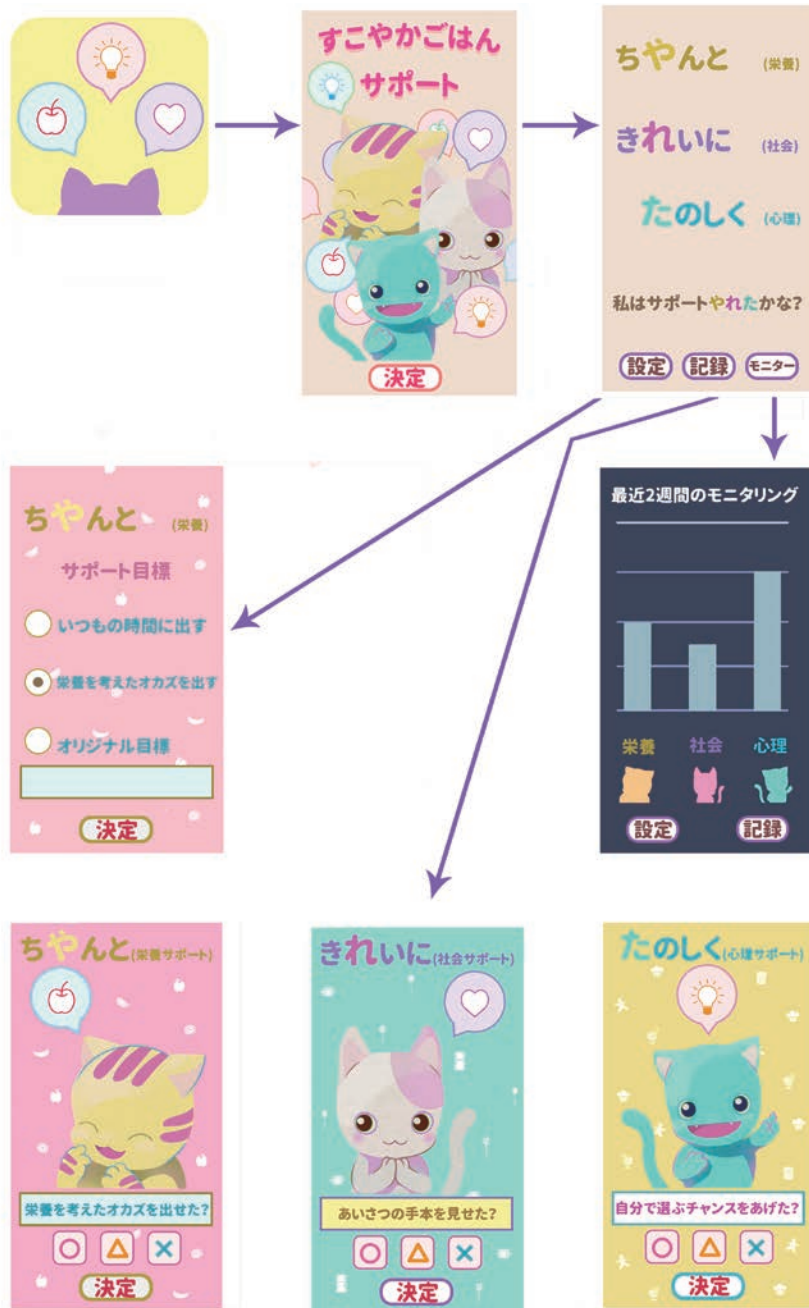 すこやかごはん
サポート
決定
ちゃんと (栄養)
きれいに (社会)
たのしく (心理)
私はサポートやれたかな?
設定 記録 モニター
ちゃんと (栄養)
サポート目標
いつもの時間に出す
栄養を考えたオカズを出す
オリジナル目標
決定
最近2週間のモニタリング
栄養 社会 心理
設定 記録
ちゃんと(栄養サポート)
栄養を考えたオカズを出せた?
○ △ ×
決定
きれいに(社会サポート)
あいさつの手本を見せた?
○ △ ×
決定
たのしく(心理サポート)
自分で選ぶチャンスをあげた?
○ △ ×
決定